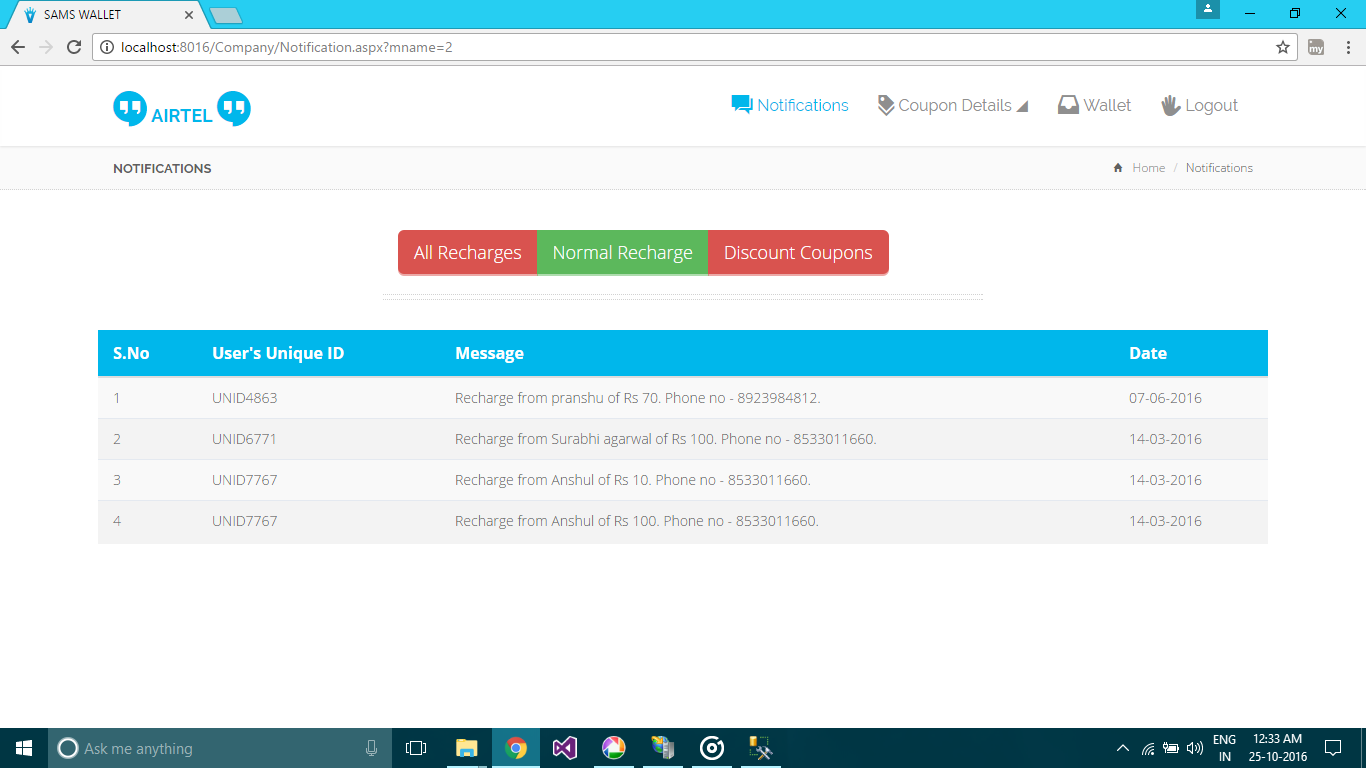 SAMS WALLET
localhost:8016/Company/Notification.aspx?mname=2
my
AIRTEL
Notifications
Coupon Details
Wallet
Logout
NOTIFICATIONS
Home / Notifications
All Recharges
Normal Recharge
Discount Coupons
S.No User's Unique ID Message Date
1 UNID4863 Recharge from pranshu of Rs 70. Phone no - 8923984812. 07-06-2016
2 UNID6771 Recharge from Surabhi agarwal of Rs 100. Phone no - 8533011660. 14-03-2016
3 UNID7767 Recharge from Anshul of Rs 10. Phone no - 8533011660. 14-03-2016
4 UNID7767 Recharge from Anshul of Rs 100. Phone no - 8533011660. 14-03-2016
Ask me anything
ENG
IN
12:33 AM
25-10-2016